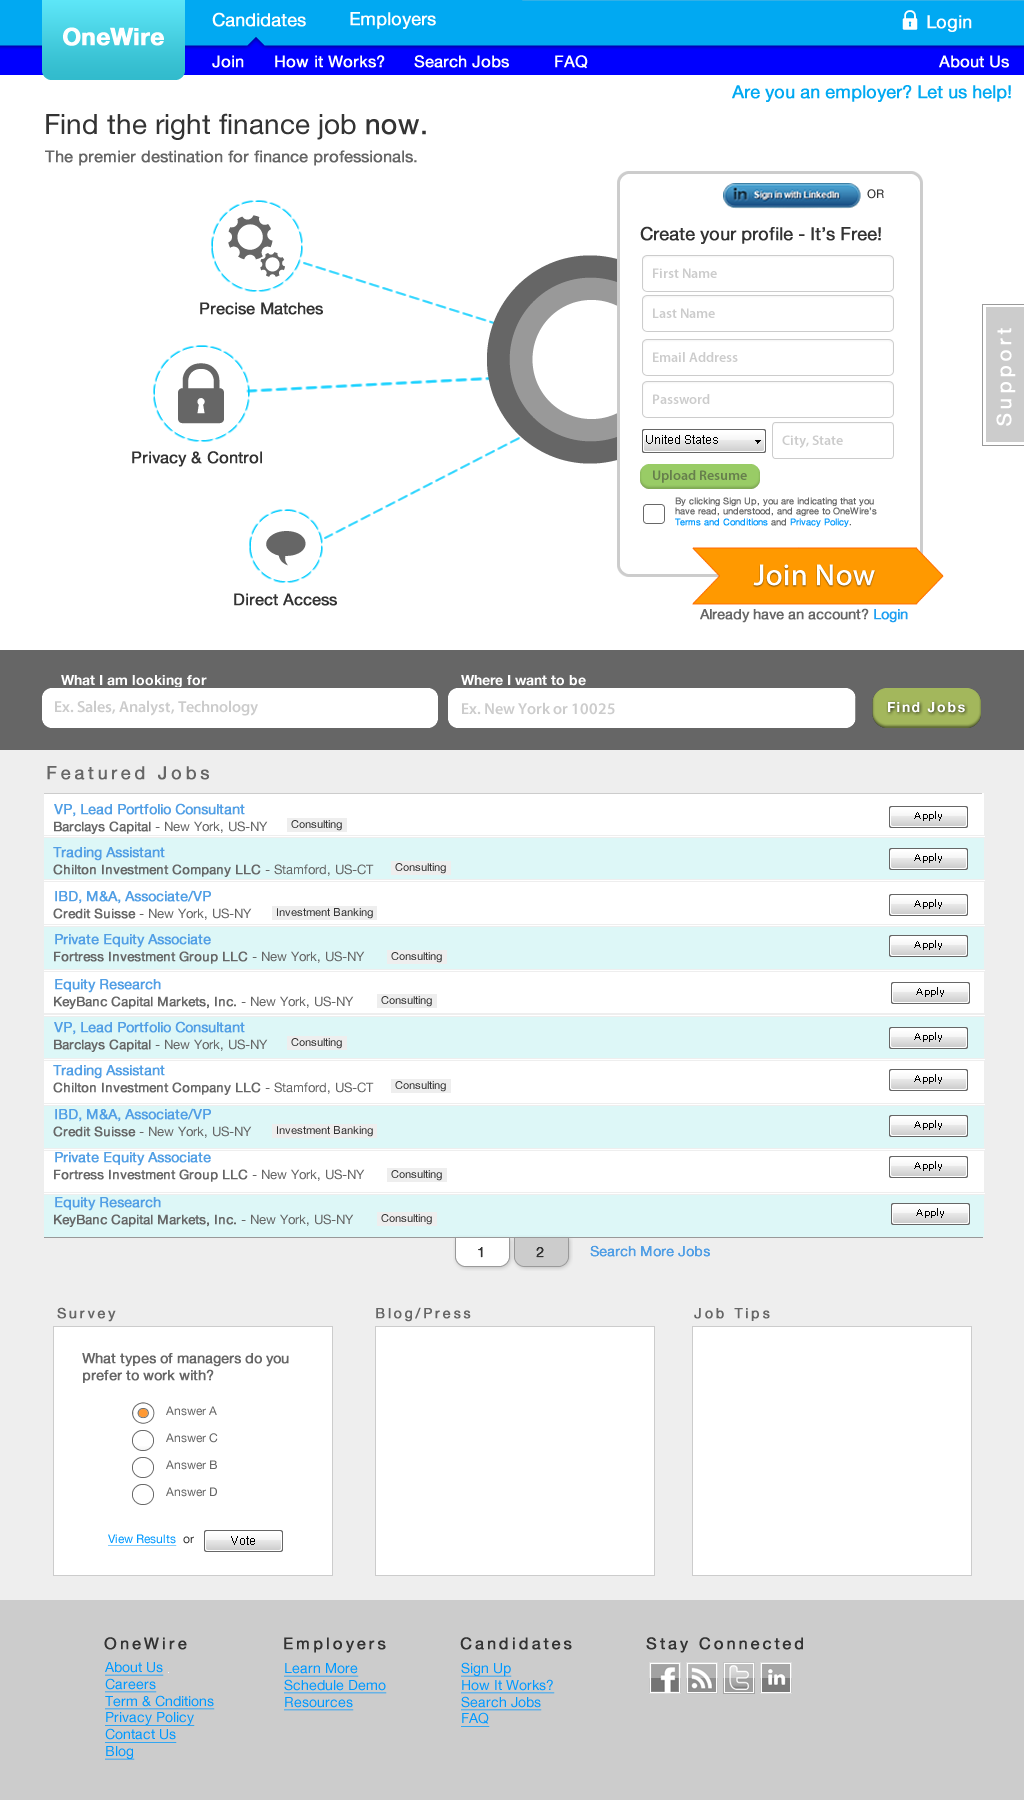 OneWire
Candidates
Employers
Login
Join
How it Works?
Search Jobs
FAQ
About Us
Are you an employer? Let us help!
Find the right finance job now.
The premier destination for finance professionals.
in Sign in with LinkedIn
OR
Create your profile - It's Free!
First Name
Last Name
Email Address
Password
United States
City, State
Upload Resume
By clicking Sign Up, you are indicating that you
have read, understood, and agree to OneWire's
Terms and Conditions and Privacy Policy.
Join Now
Already have an account? Login
Precise Matches
Privacy & Control
Direct Access
Support
What I am looking for
Ex. Sales, Analyst, Technology
Where I want to be
Ex. New York or 10025
Find Jobs
Featured Jobs
VP, Lead Portfolio Consultant
Barclays Capital - New York, US-NY
Consulting
Apply
Trading Assistant
Chilton Investment Company LLC - Stamford, US-CT
Consulting
Apply
IBD, M&A, Associate/VP
Credit Suisse - New York, US-NY
Investment Banking
Apply
Private Equity Associate
Fortress Investment Group LLC - New York, US-NY
Consulting
Apply
Equity Research
KeyBanc Capital Markets, Inc. - New York, US-NY
Consulting
Apply
VP, Lead Portfolio Consultant
Barclays Capital - New York, US-NY
Consulting
Apply
Trading Assistant
Chilton Investment Company LLC - Stamford, US-CT
Consulting
Apply
IBD, M&A, Associate/VP
Credit Suisse - New York, US-NY
Investment Banking
Apply
Private Equity Associate
Fortress Investment Group LLC - New York, US-NY
Consulting
Apply
Equity Research
KeyBanc Capital Markets, Inc. - New York, US-NY
Consulting
Apply
1
2
Search More Jobs
Survey
What types of managers do you
prefer to work with?
Answer A
Answer C
Answer B
Answer D
View Results or
Vote
Blog/Press
Job Tips
OneWire
About Us
Careers
Term & Cnditions
Privacy Policy
Contact Us
Blog
Employers
Learn More
Schedule Demo
Resources
Candidates
Sign Up
How It Works?
Search Jobs
FAQ
Stay Connected
f
t
in